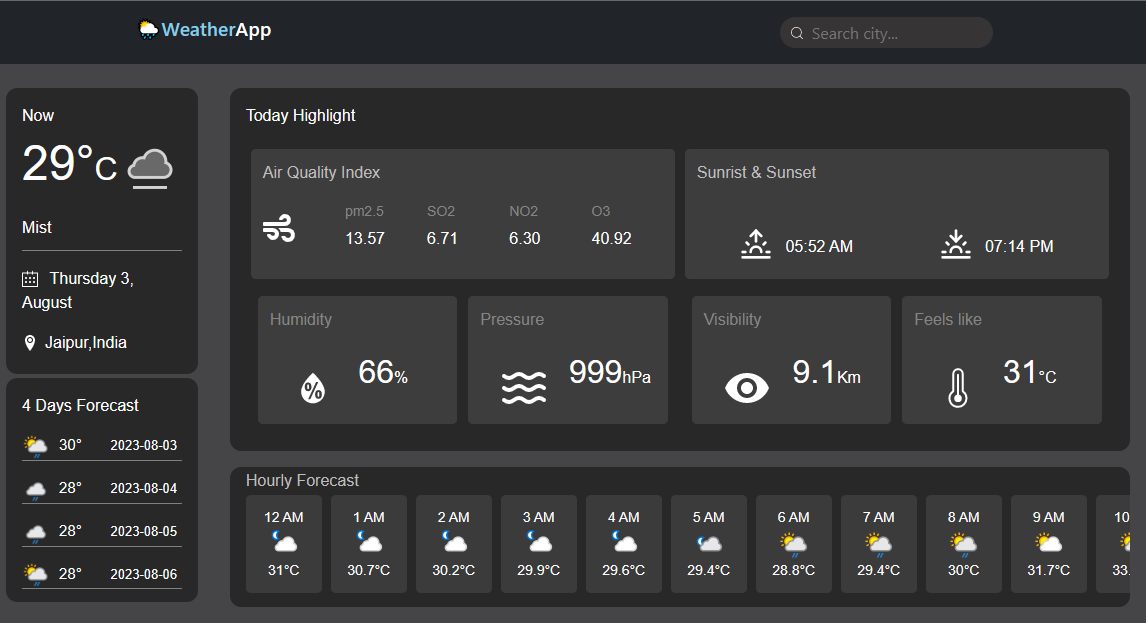 WeatherApp
Search city...
Now
29°C
Mist
Thursday 3,
August
Jaipur,India
4 Days Forecast
30° 2023-08-03
28° 2023-08-04
28° 2023-08-05
28° 2023-08-06
Today Highlight
Air Quality Index
pm2.5 SO2 NO2 O3
13.57 6.71 6.30 40.92
Sunrist & Sunset
05:52 AM 07:14 PM
Humidity
%
66%
Pressure
999hPa
Visibility
9.1Km
Feels like
31°C
Hourly Forecast
12 AM 1 AM 2 AM 3 AM 4 AM 5 AM 6 AM 7 AM 8 AM 9 AM 10
31°C 30.7°C 30.2°C 29.9°C 29.6°C 29.4°C 28.8°C 29.4°C 30°C 31.7°C 33.